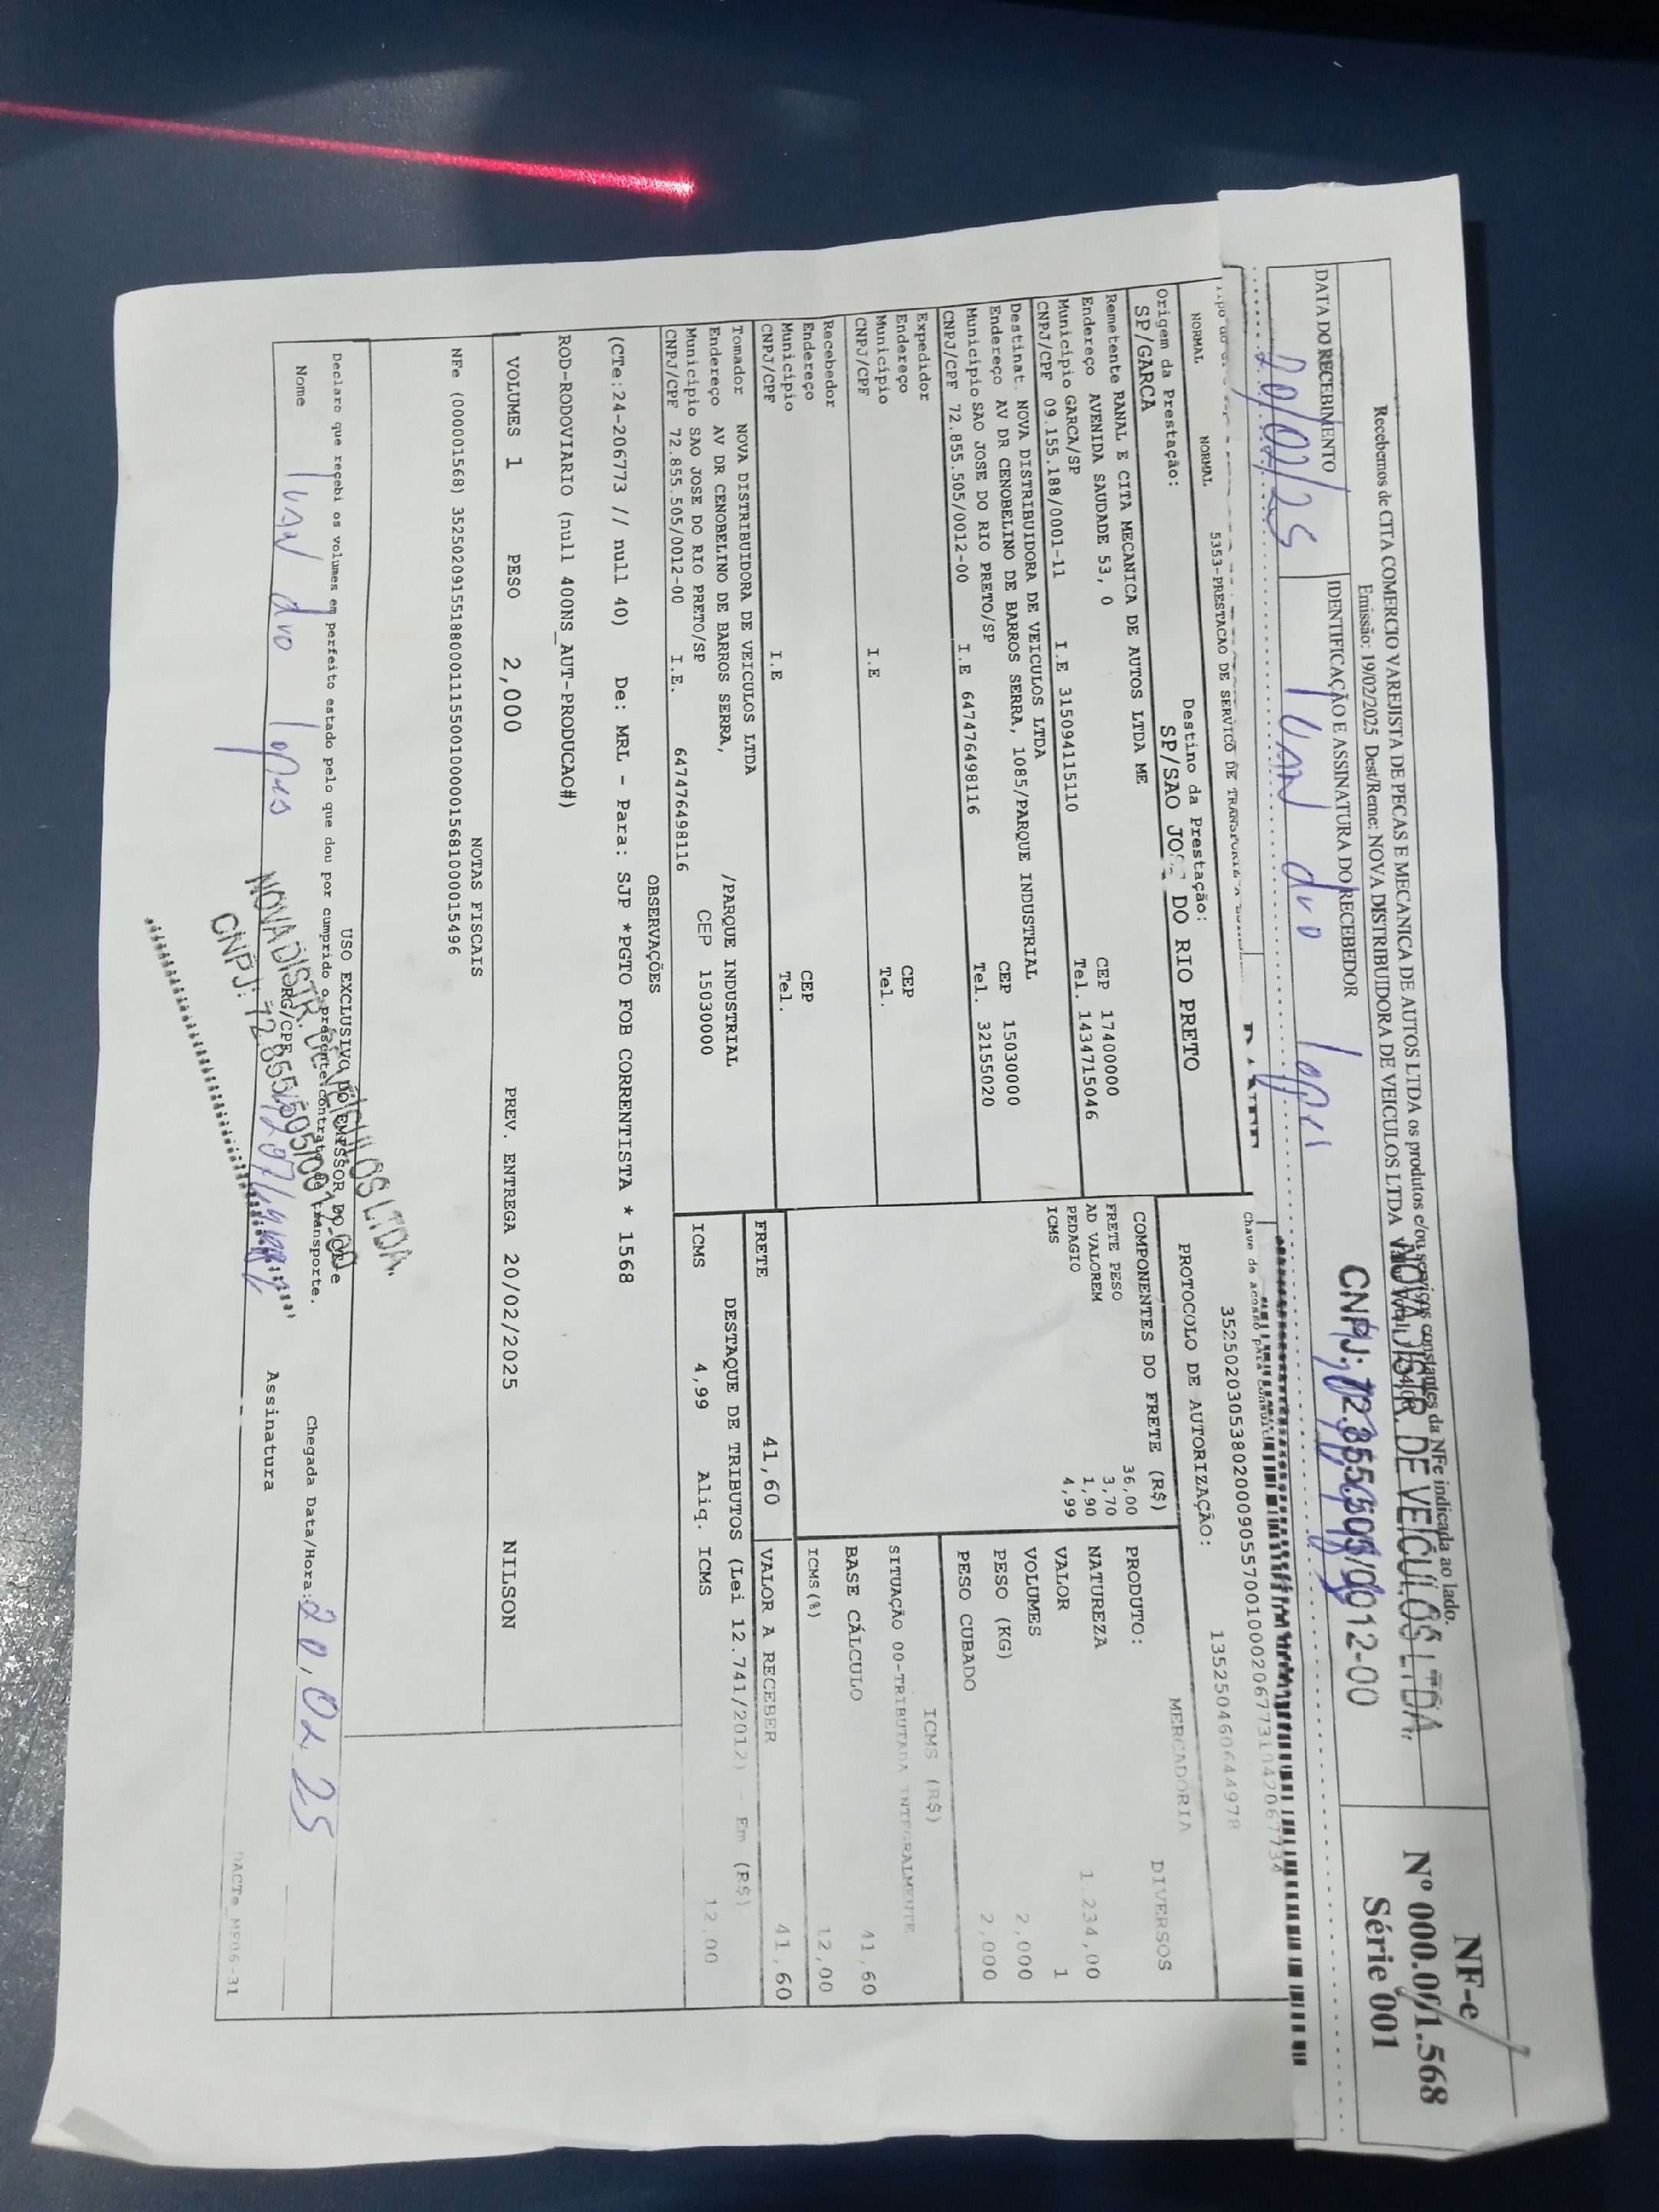 Recebemos de CITA COMERCIO VAREJISTA DE PECAS E MECANICA DE AUTOS LTDA os produtos e/ou serviços constantes da NFe indicada ao lado.
Emissão: 19/02/2025 Dest/Reme: NOVA DISTRIBUIDORA DE VEICULOS LTDA
NOVA DISTR. DE VEICULOS LTDA.
CNPJ: 72.855.505/0012-00
DATA DO RECEBIMENTO
20/02/25
IDENTIFICAÇÃO E ASSINATURA DO RECEBEDOR
NF-e
Nº 000.001.568
Série 001
NORMAL NORMAL 5353-PRESTACAO DE SERVICO DE
Chave de acesso para consulta
PROTOCOLO DE AUTORIZAÇÃO: 135250460644978
Origem da Prestação: Destino da Prestação:
SP/GARCA SP/SAO DO RIO PRETO
Remetente RANAL E CITA MECANICA DE AUTOS LTDA ME
Endereço AVENIDA SAUDADE 53, 0 CEP 17400000
Município GARCA/SP Tel. 1434715046
CNPJ/CPF 09.155.188/0001-11 I.E 315094115110
Destinat. NOVA DISTRIBUIDORA DE VEICULOS LTDA
Endereço AV DR CENOBELINO DE BARROS SERRA, 1085/PARQUE INDUSTRIAL CEP 15030000
Município SAO JOSE DO RIO PRETO/SP Tel. 32155020
CNPJ/CPF 72.855.505/0012-00 I.E 647476498116
Expedidor
Endereço CEP
Município Tel.
CNPJ/CPF I.E
Recebedor
Endereço CEP
Município Tel.
CNPJ/CPF I.E
Tomador NOVA DISTRIBUIDORA DE VEICULOS LTDA
Endereço AV DR CENOBELINO DE BARROS SERRA, /PARQUE INDUSTRIAL
Município SAO JOSE DO RIO PRETO/SP CEP 15030000
CNPJ/CPF 72.855.505/0012-00 I.E. 647476498116
COMPONENTES DO FRETE (R$)
FRETE PESO 36,00
AD VALOREM 3,70
PEDAGIO 1,90
ICMS 4,99
MERCADORIA
PRODUTO: DIVERSOS
NATUREZA
VALOR 1.234,00
VOLUMES 1
PESO (KG) 2,000
PESO CUBADO 2,000
ICMS (R$)
SITUAÇÃO 00-TRIBUTADA INTEGRALMENTE
BASE CÁLCULO 41,60
ICMS(%) 12,00
FRETE 41,60 VALOR A RECEBER 41,60
DESTAQUE DE TRIBUTOS (Lei 12.741/2012) - Em (R$)
ICMS 4,99 Aliq. ICMS 12,00
OBSERVAÇÕES
(CTe:24-206773 // null 40) De: MRL - Para: SJP *PGTO FOB CORRENTISTA * 1568
ROD-RODOVIARIO (null 400NS_AUT-PRODUCAO#)
VOLUMES 1 PESO 2,000 PREV. ENTREGA 20/02/2025 NILSON
NOTAS FISCAIS
NFe (000001568) 35250209155188000111550010000015681000015496
USO EXCLUSIVO DO EMISSOR DO CT-e
Declaro que recebi os volumes em perfeito estado pelo que dou por cumprido o presente contrato de transporte.
Chegada Data/Hora: 20,02,25
Nome
RG/CPF
Assinatura
NOVA DISTR. DE VEICULOS LTDA.
CNPJ: 72.855.505/0012-00
DACTe_MF06-31